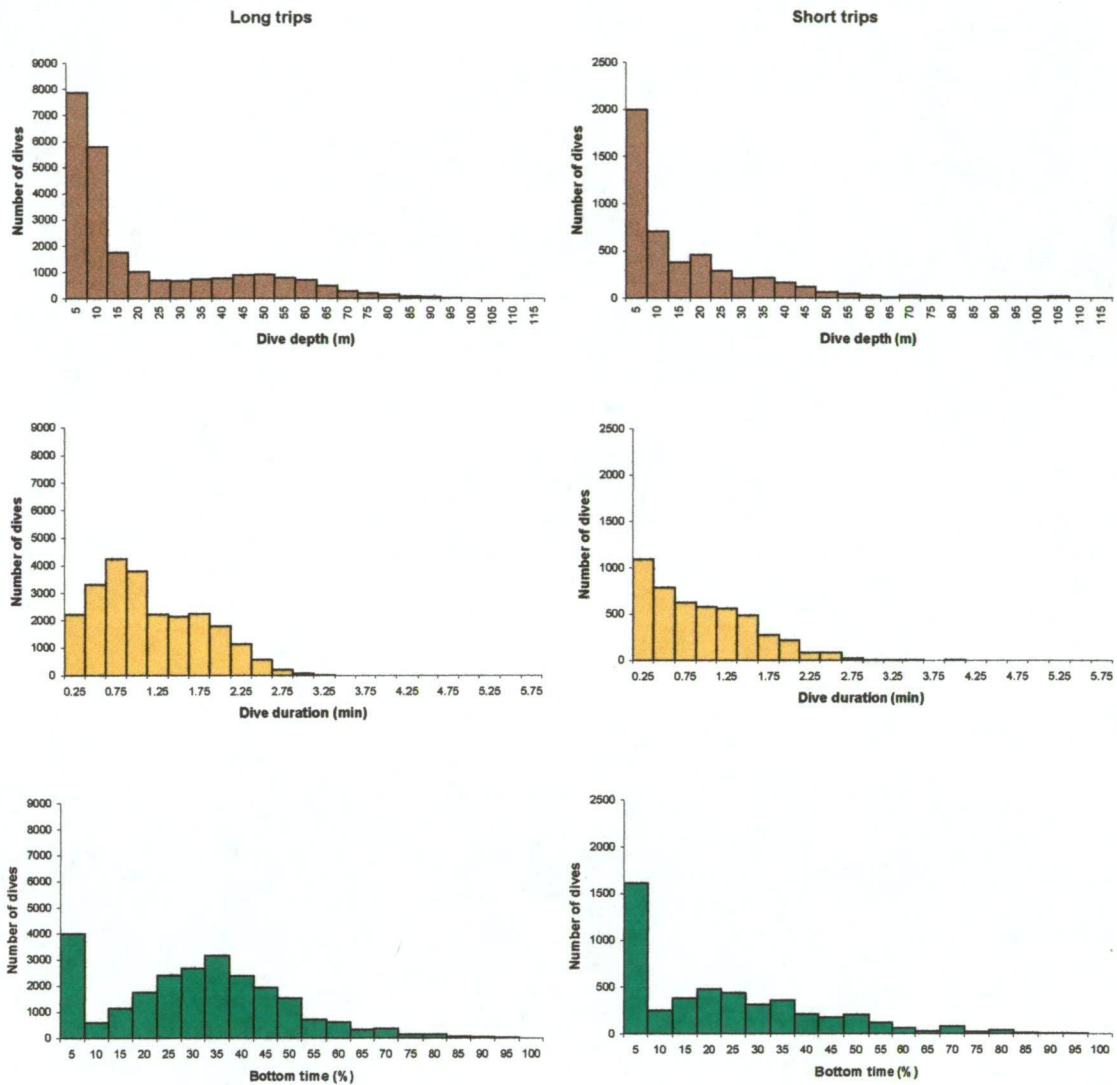 Long trips
Short trips
Number of dives
9000
8000
7000
6000
5000
4000
3000
2000
1000
0
5 10 15 20 25 30 35 40 45 50 55 60 65 70 75 80 85 90 95 100 105 110 115
Dive depth (m)
Number of dives
2500
2000
1500
1000
500
0
5 10 15 20 25 30 35 40 45 50 55 60 65 70 75 80 85 90 95 100 105 110 115
Dive depth (m)
Number of dives
9000
8000
7000
6000
5000
4000
3000
2000
1000
0
0.25 0.75 1.25 1.75 2.25 2.75 3.25 3.75 4.25 4.75 5.25 5.75
Dive duration (min)
Number of dives
2500
2000
1500
1000
500
0
0.25 0.75 1.25 1.75 2.25 2.75 3.25 3.75 4.25 4.75 5.25 5.75
Dive duration (min)
Number of dives
9000
8000
7000
6000
5000
4000
3000
2000
1000
0
5 10 15 20 25 30 35 40 45 50 55 60 65 70 75 80 85 90 95 100
Bottom time (%)
Number of dives
2500
2000
1500
1000
500
0
5 10 15 20 25 30 35 40 45 50 55 60 65 70 75 80 85 90 95 100
Bottom time (%)